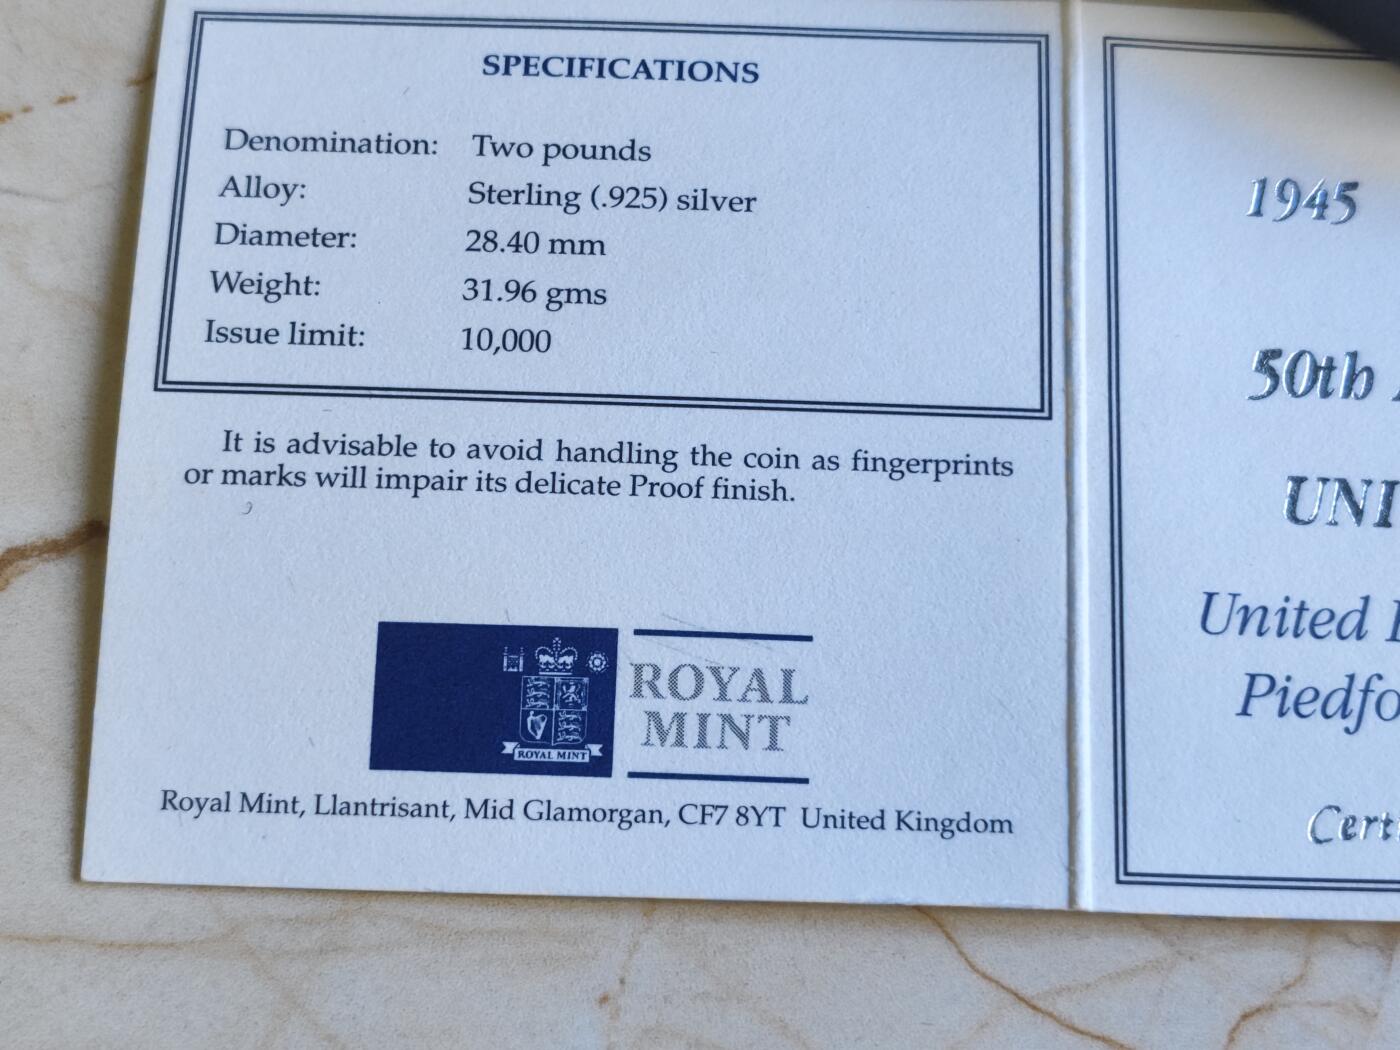 SPECIFICATIONS
Denomination: Two pounds
Alloy: Sterling (.925) silver
Diameter: 28.40 mm
Weight: 31.96 gms
Issue limit: 10,000
It is advisable to avoid handling the coin as fingerprints
or marks will impair its delicate Proof finish.
ROYAL MINT
ROYAL
MINT
Royal Mint, Llantrisant, Mid Glamorgan, CF7 8YT United Kingdom
1945
50th
UNI
United
Piedfo
Cert